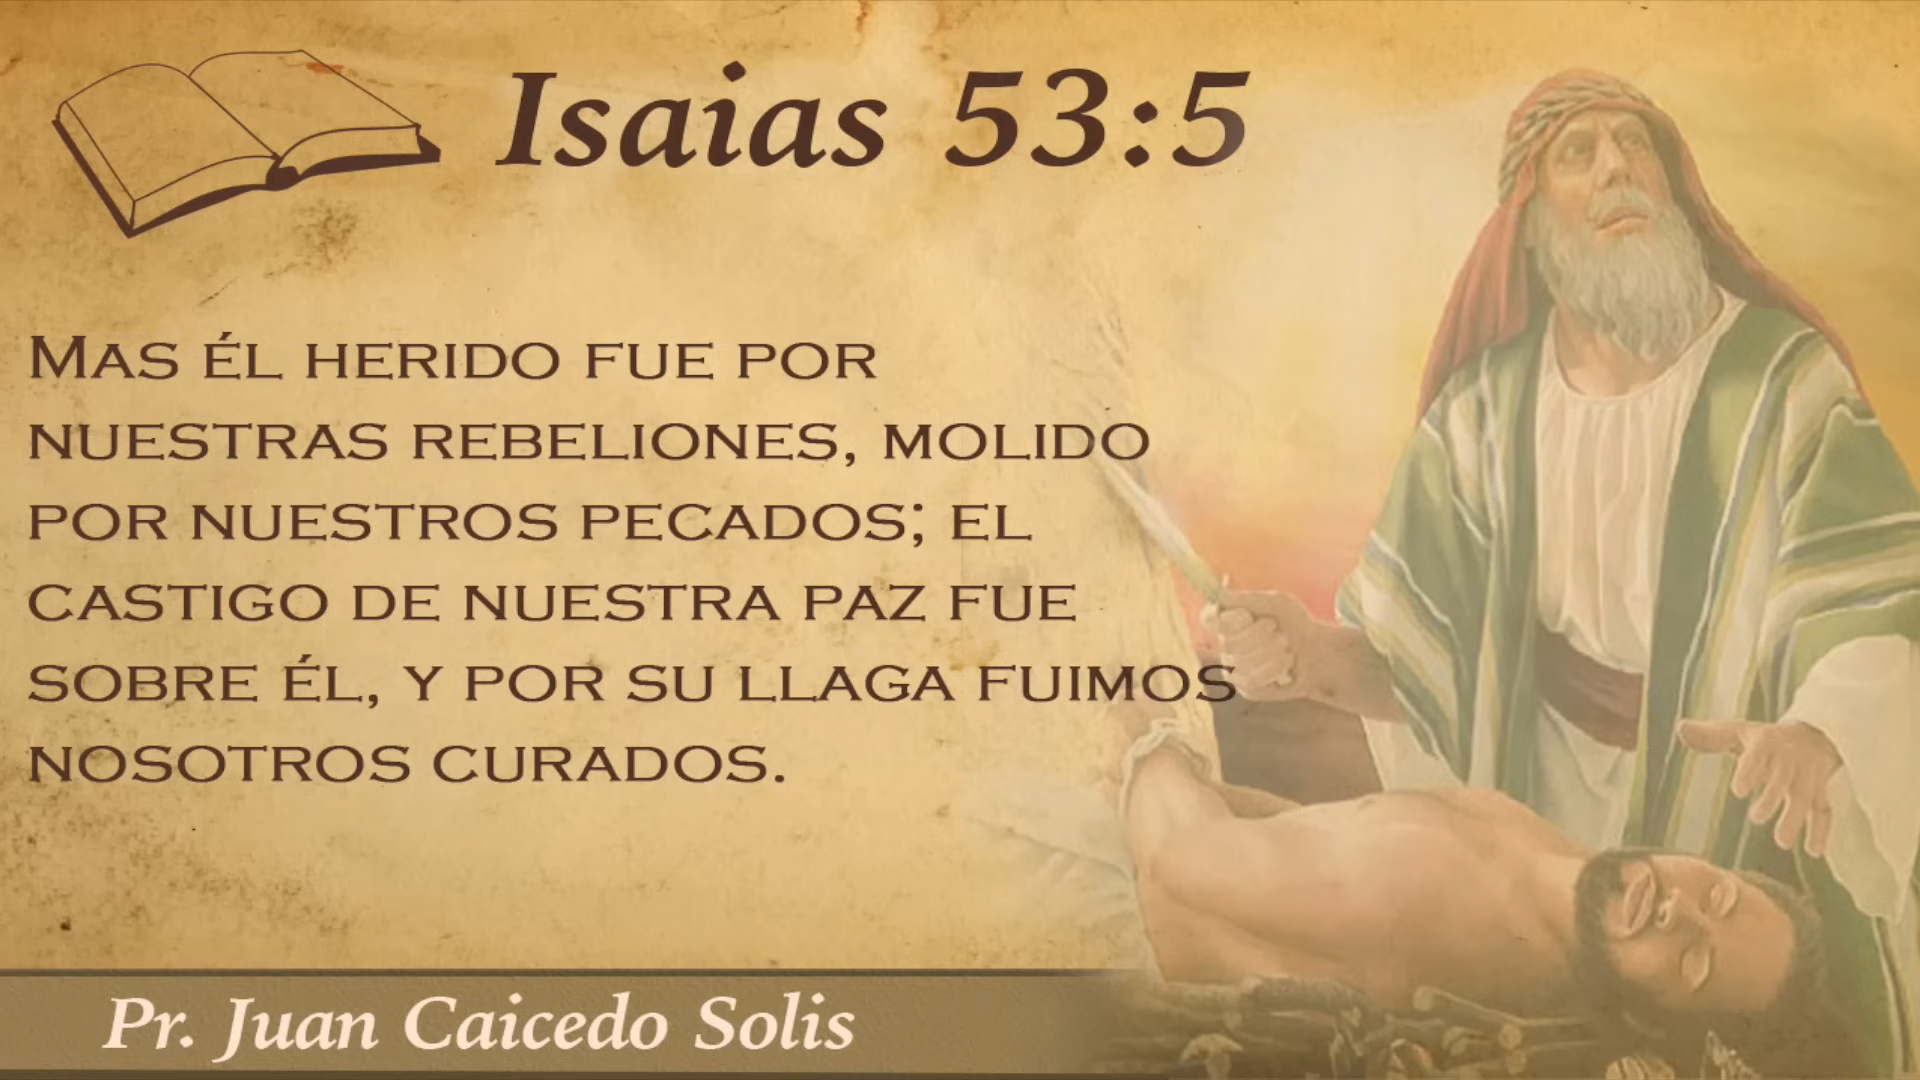 Isaias 53:5
Mas él herido fue por
nuestras rebeliones, molido
por nuestros pecados; el
castigo de nuestra paz fue
sobre él, y por su llaga fuimos
nosotros curados.
Pr. Juan Caicedo Solis